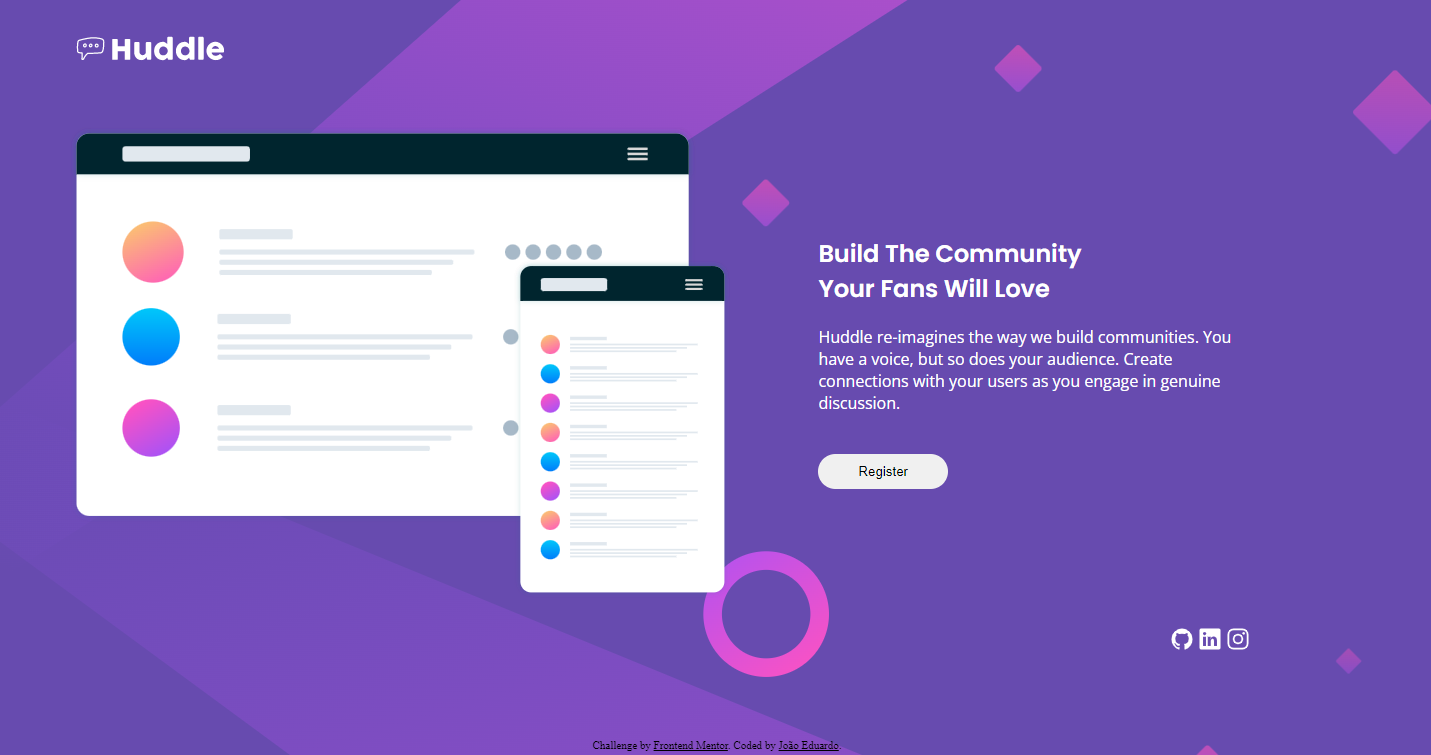 Huddle
Build The Community
Your Fans Will Love
Huddle re-imagines the way we build communities. You
have a voice, but so does your audience. Create
connections with your users as you engage in genuine
discussion.
Register
Challenge by Frontend Mentor. Coded by João Eduardo.